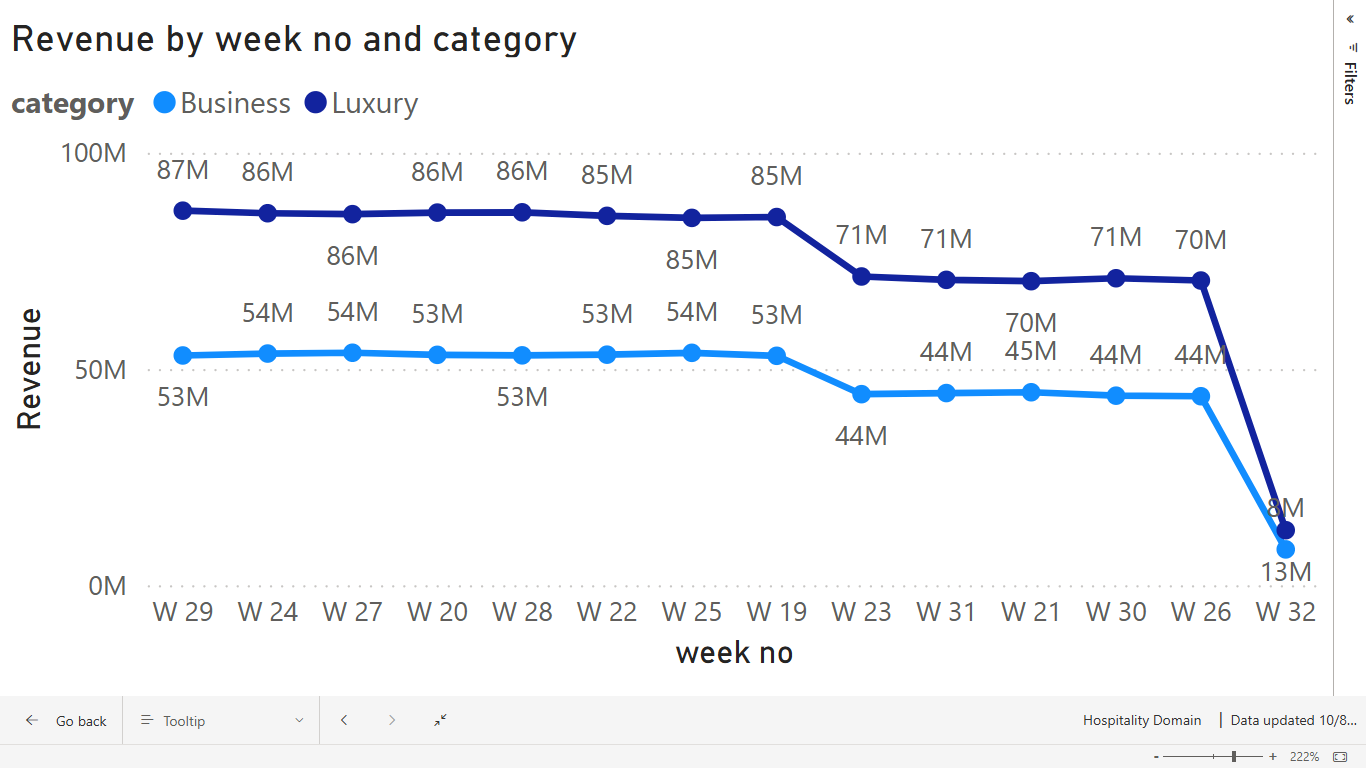 Revenue by week no and category
category Business Luxury
100M
50M
0M
Revenue
87M 86M 86M 86M 85M 85M
86M 85M
71M 71M 71M 70M
70M
54M 54M 53M 53M 54M 53M
53M 53M
45M 44M 44M 44M
44M
8M
13M
W 29 W 24 W 27 W 20 W 28 W 22 W 25 W 19 W 23 W 31 W 21 W 30 W 26 W 32
week no
Filters
Go back Tooltip Hospitality Domain | Data updated 10/8...
- + 222%